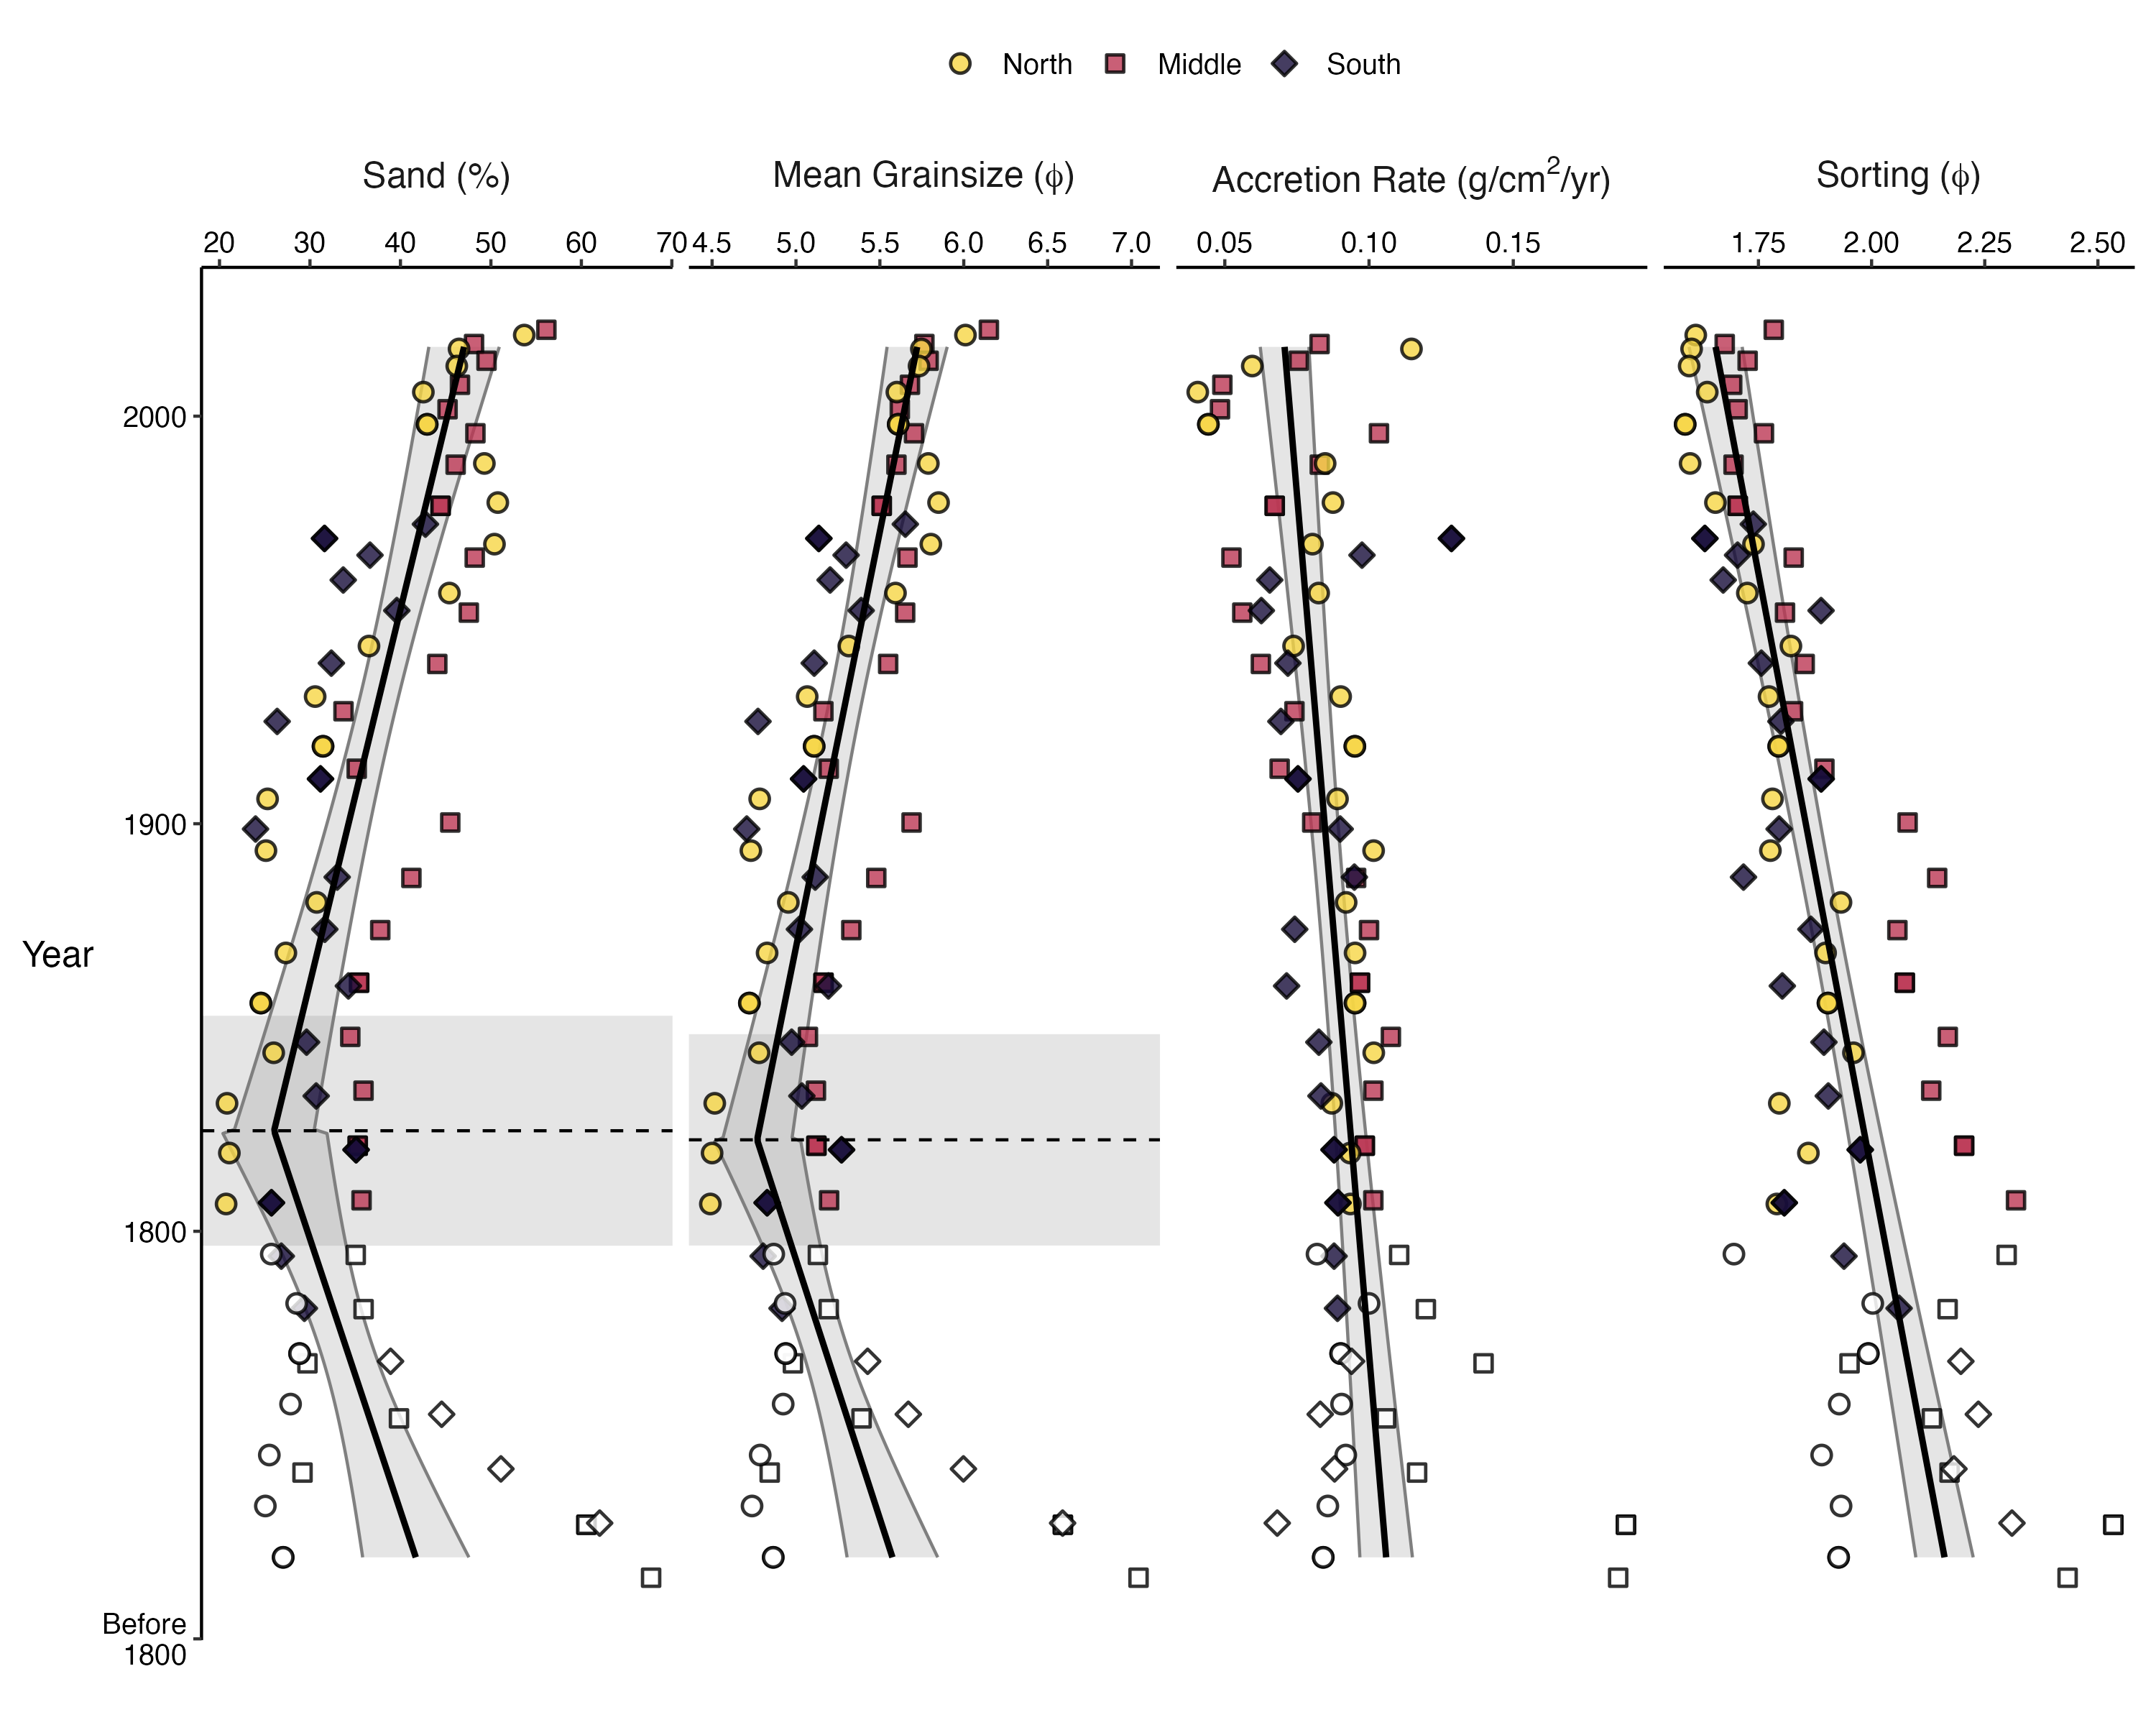 North Middle South
Sand (%) Mean Grainsize (ϕ) Accretion Rate (g/cm²/yr) Sorting (ϕ)
20 30 40 50 60 70 4.5 5.0 5.5 6.0 6.5 7.0 0.05 0.10 0.15 1.75 2.00 2.25 2.50
2000
1900
Year
1800
Before
1800